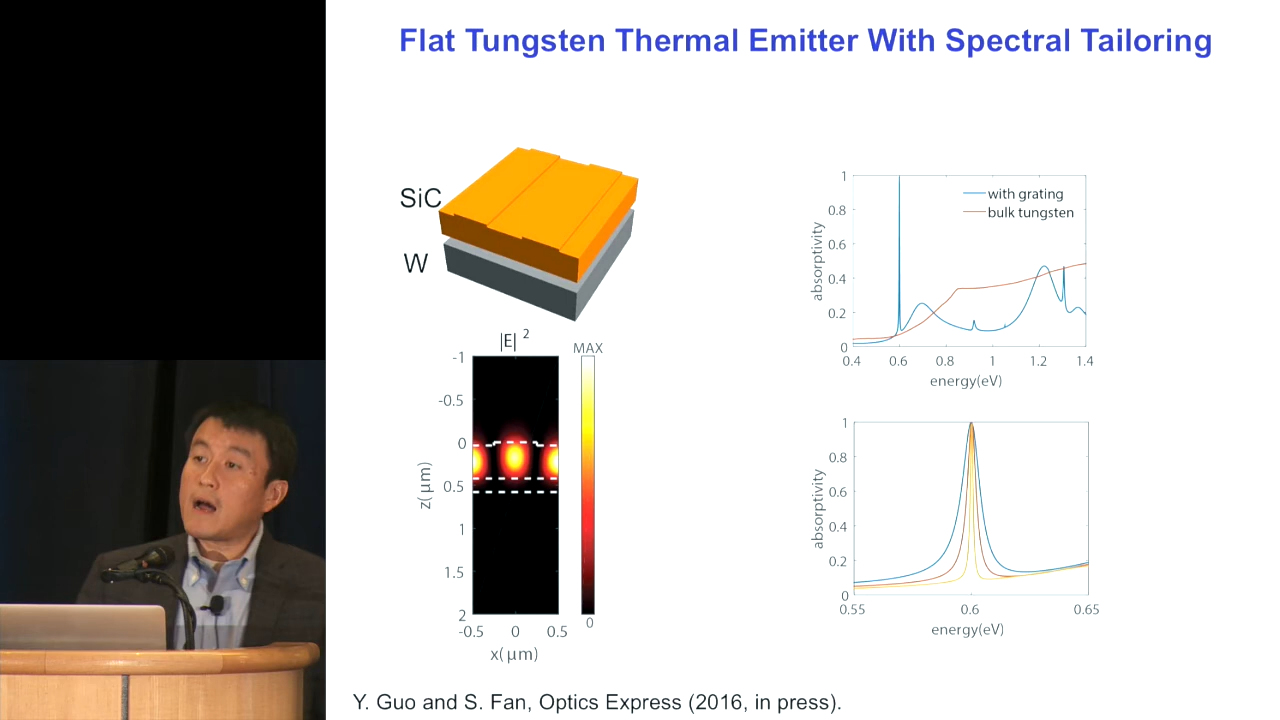 Flat Tungsten Thermal Emitter With Spectral Tailoring
SiC
W
|E| 2
MAX
-1
-0.5
0
0.5
1
1.5
2
z(μm)
-0.5 0 0.5
x(μm)
0
with grating
bulk tungsten
1
0.8
0.6
0.4
0.2
0
absorptivity
0.4 0.6 0.8 1 1.2 1.4
energy(eV)
1
0.8
0.6
0.4
0.2
0
absorptivity
0.55 0.6 0.65
energy(eV)
Y. Guo and S. Fan, Optics Express (2016, in press).